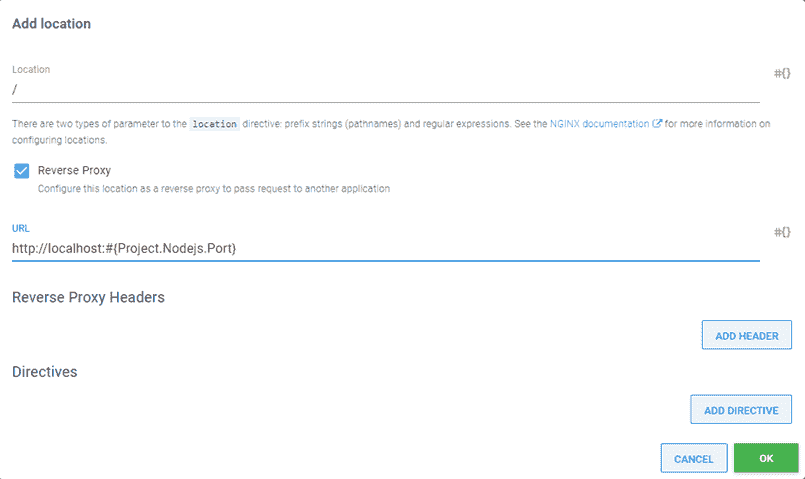 Add location
Location
#{}
/
There are two types of parameter to the location directive: prefix strings (pathnames) and regular expressions. See the NGINX documentation for more information on
configuring locations.
Reverse Proxy
Configure this location as a reverse proxy to pass request to another application
URL
#{}
http://localhost:#{Project.Nodejs.Port}
Reverse Proxy Headers
ADD HEADER
Directives
ADD DIRECTIVE
CANCEL OK